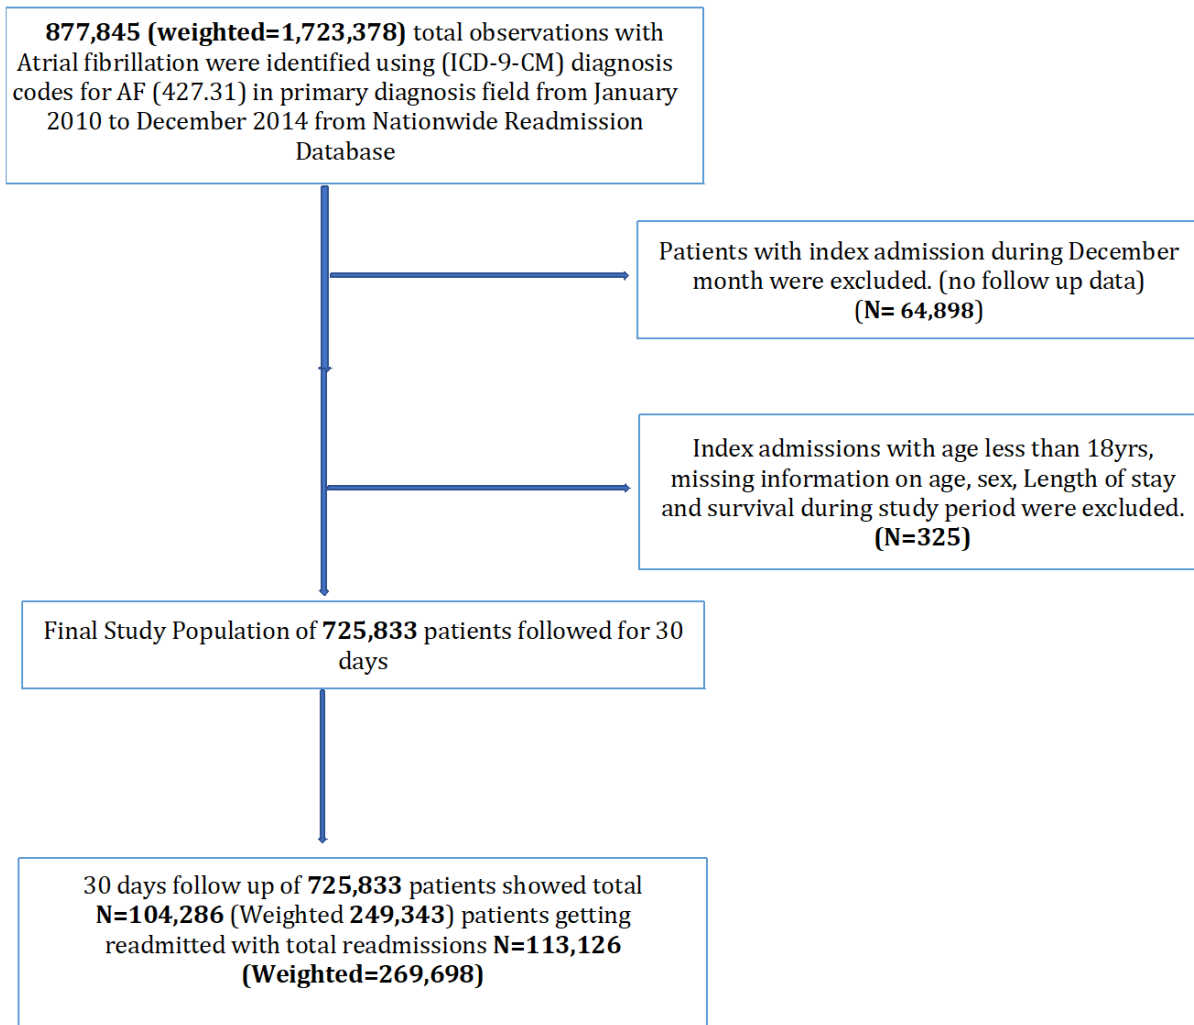 877,845 (weighted=1,723,378) total observations with
Atrial fibrillation were identified using (ICD-9-CM) diagnosis
codes for AF (427.31) in primary diagnosis field from January
2010 to December 2014 from Nationwide Readmission
Database
Patients with index admission during December
month were excluded. (no follow up data)
(N= 64,898)
Index admissions with age less than 18yrs,
missing information on age, sex, Length of stay
and survival during study period were excluded.
(N=325)
Final Study Population of 725,833 patients followed for 30
days
30 days follow up of 725,833 patients showed total
N=104,286 (Weighted 249,343) patients getting
readmitted with total readmissions N=113,126
(Weighted=269,698)